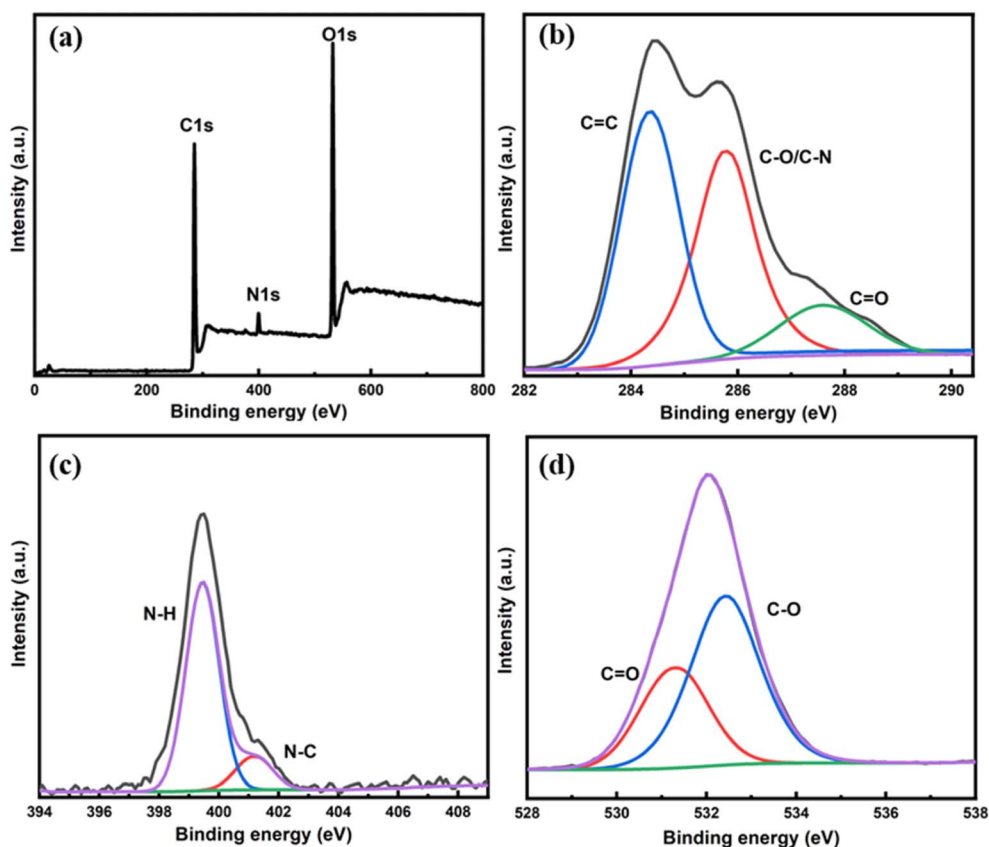 (a)
O1s
C1s
N1s
Intensity (a.u.)
0 200 400 600 800
Binding energy (eV)
(b)
C=C
C-O/C-N
C=O
Intensity (a.u.)
282 284 286 288 290
Binding energy (eV)
(c)
N-H
N-C
Intensity (a.u.)
394 396 398 400 402 404 406 408
Binding energy (eV)
(d)
C-O
C=O
Intensity (a.u.)
528 530 532 534 536 538
Binding energy (eV)